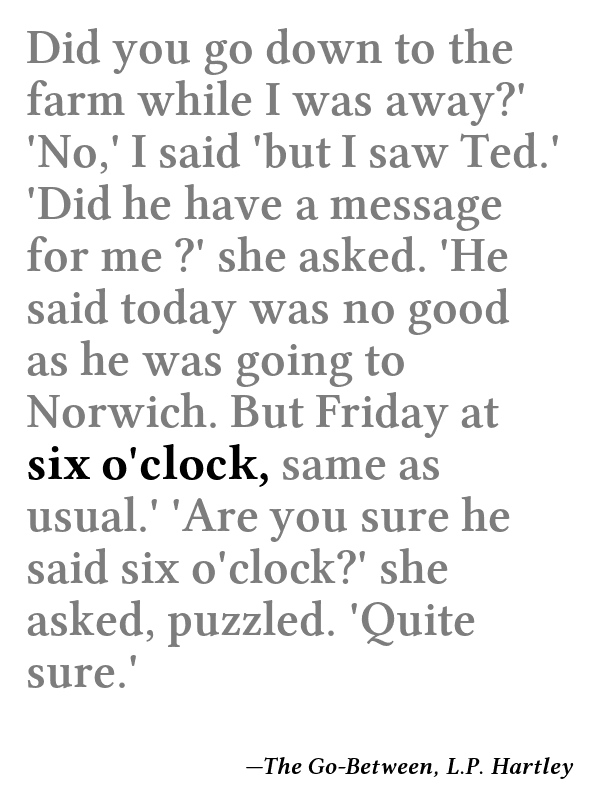 Did you go down to the
farm while I was away?'
'No,' I said 'but I saw Ted.'
'Did he have a message
for me ?' she asked. 'He
said today was no good
as he was going to
Norwich. But Friday at
six o'clock, same as
usual.' 'Are you sure he
said six o'clock?' she
asked, puzzled. 'Quite
sure.'
—The Go-Between, L.P. Hartley